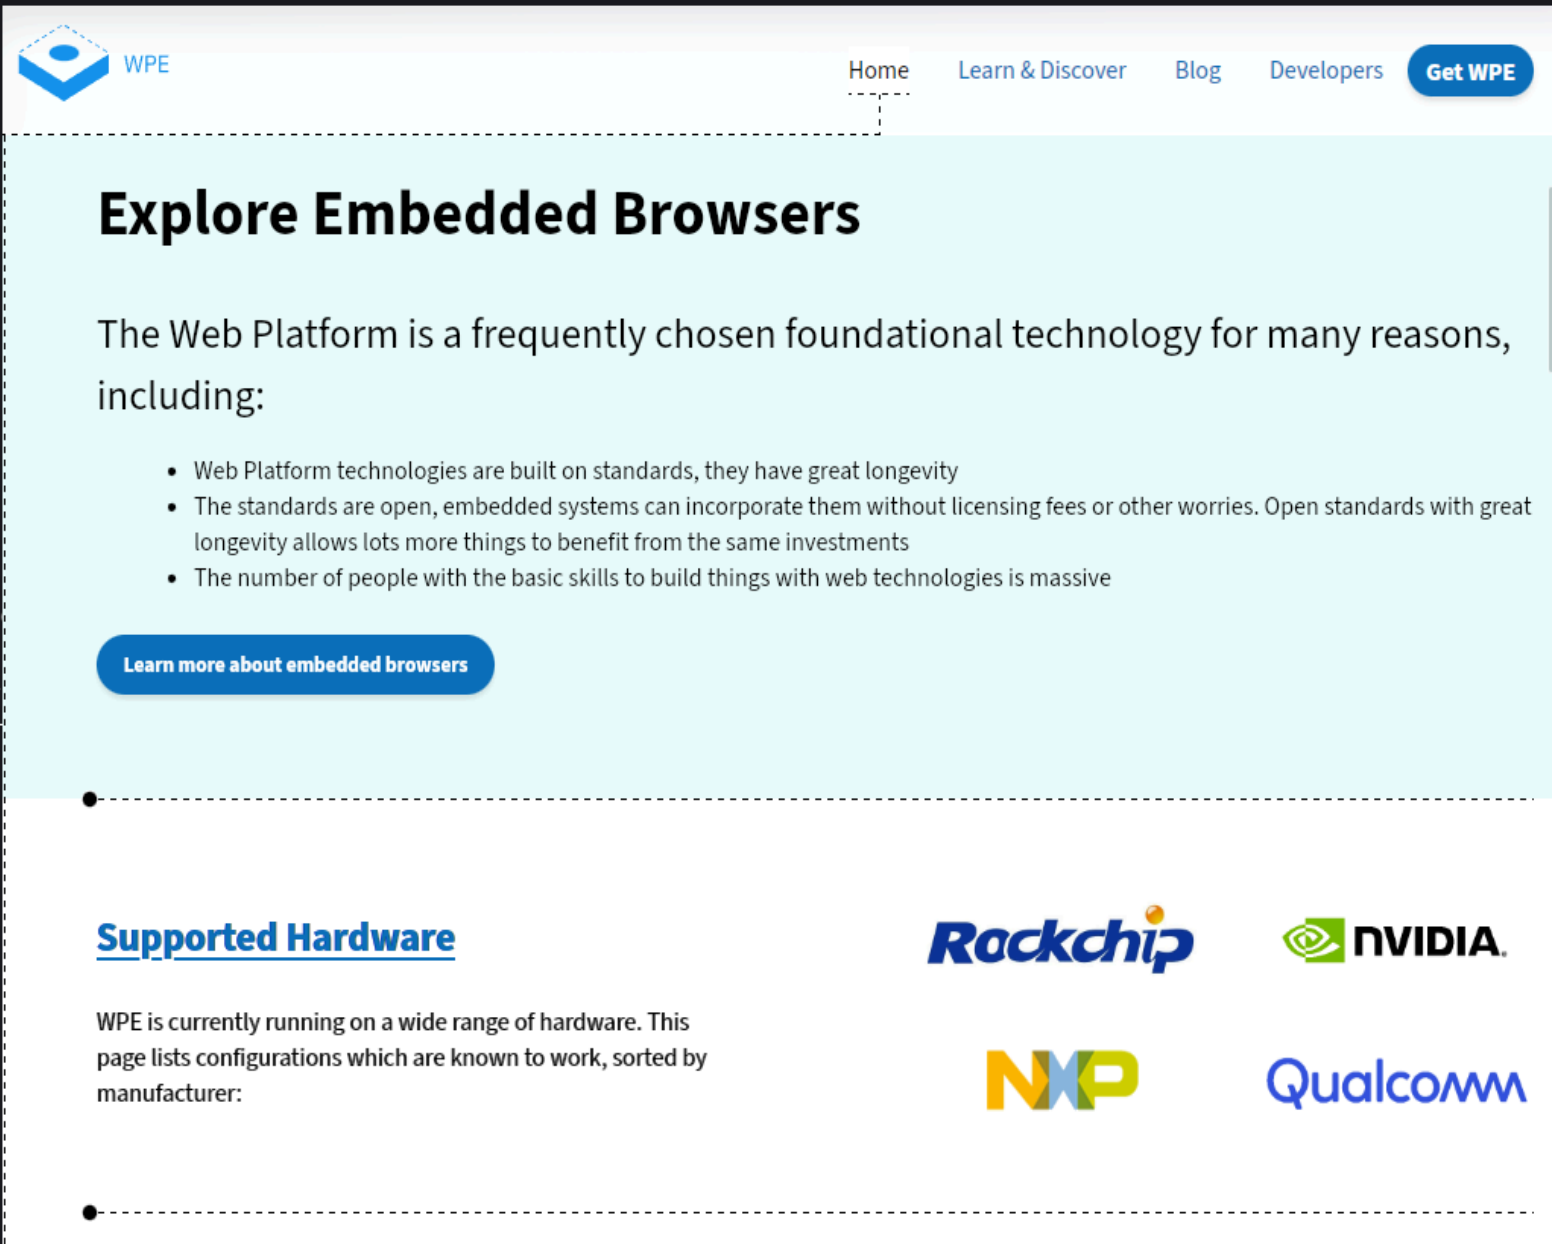 WPE
Home
Learn & Discover
Blog
Developers
Get WPE
Explore Embedded Browsers
The Web Platform is a frequently chosen foundational technology for many reasons,
including:
• Web Platform technologies are built on standards, they have great longevity
• The standards are open, embedded systems can incorporate them without licensing fees or other worries. Open standards with great
longevity allows lots more things to benefit from the same investments
• The number of people with the basic skills to build things with web technologies is massive
Learn more about embedded browsers
Supported Hardware
WPE is currently running on a wide range of hardware. This
page lists configurations which are known to work, sorted by
manufacturer:
Rockchip
NVIDIA.
NXP
Qualcomm